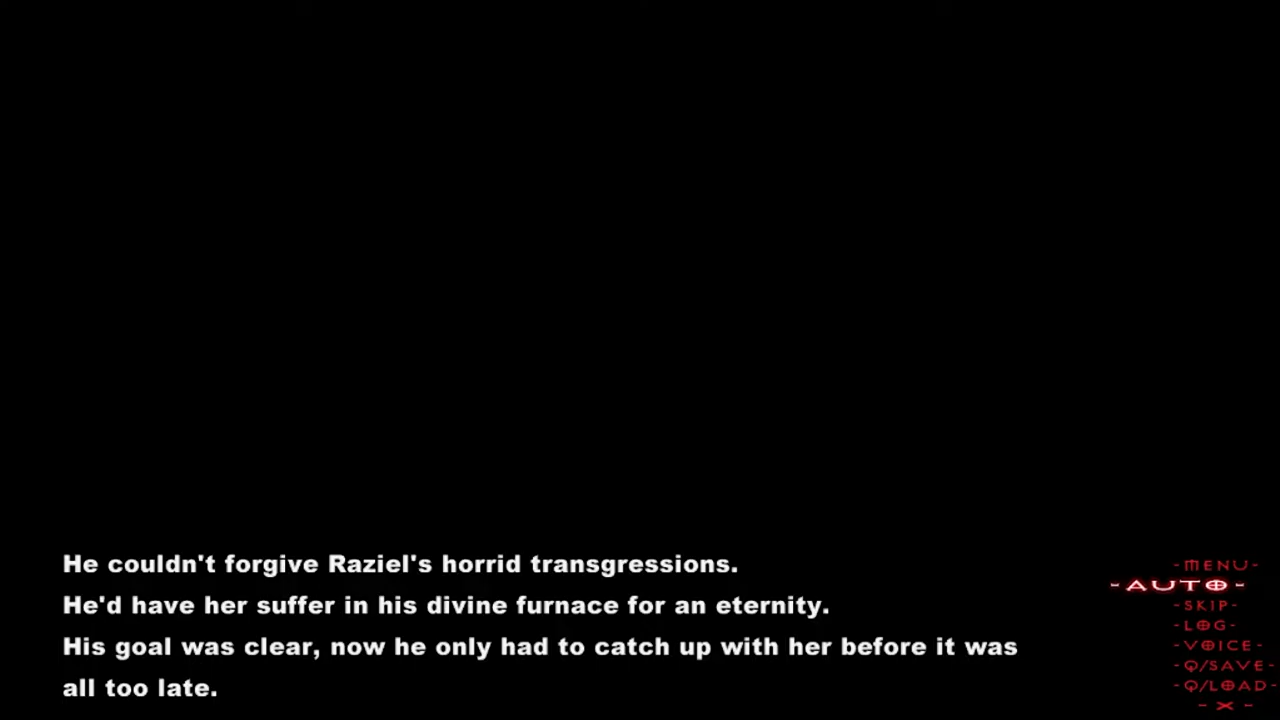 He couldn't forgive Raziel's horrid transgressions.
He'd have her suffer in his divine furnace for an eternity.
His goal was clear, now he only had to catch up with her before it was
all too late.
-MENU-
-AUTO-
-SKIP-
-LOG-
-VOICE-
-Q/SAVE-
-Q/LOAD-
-X-